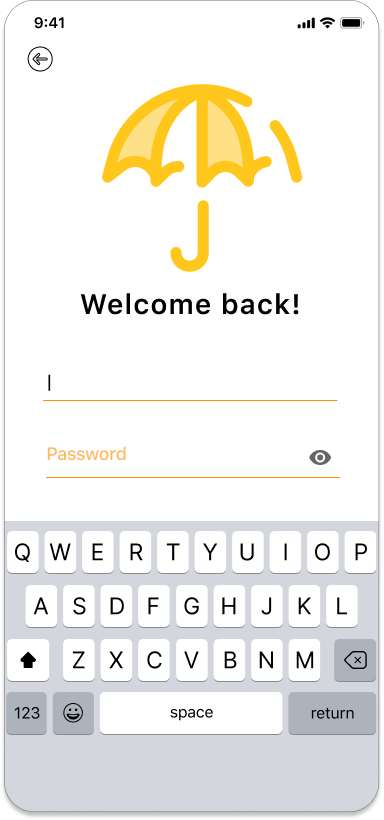 9:41
Welcome back!
Password
Q W E R T Y U I O P
A S D F G H J K L
Z X C V B N M
123 space return